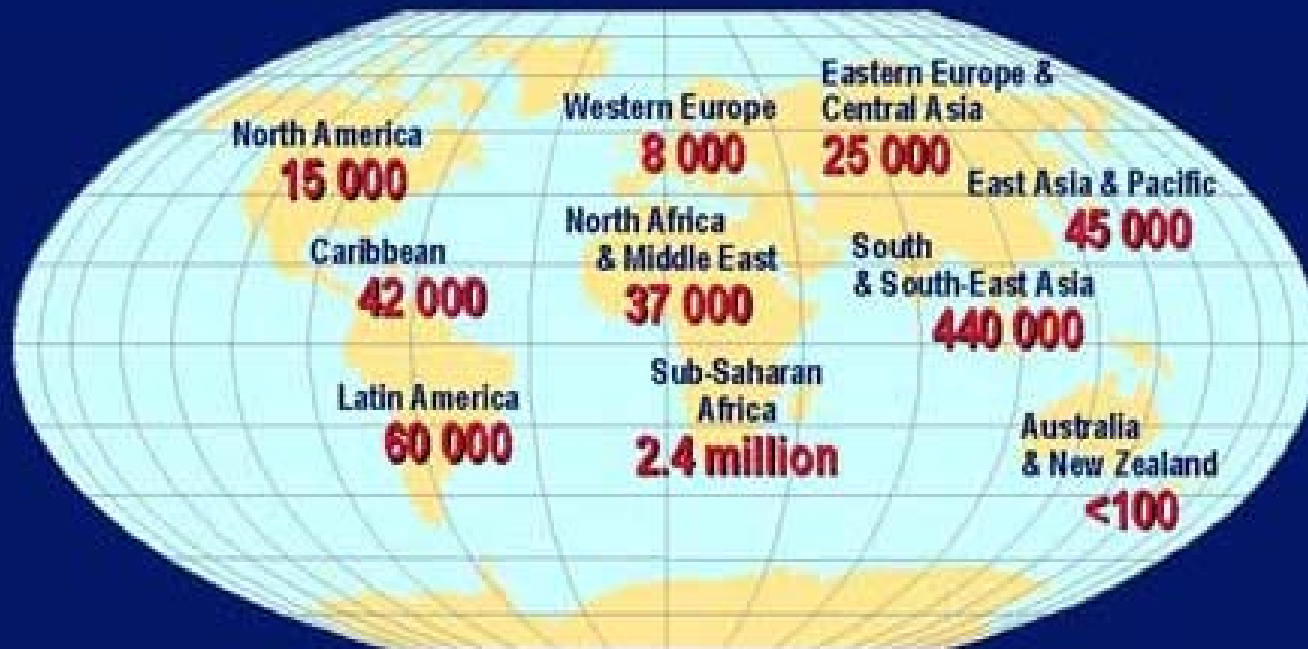 North America
15 000
Western Europe
8 000
Eastern Europe &
Central Asia
25 000
East Asia & Pacific
45 000
Caribbean
42 000
North Africa
& Middle East
37 000
South
& South-East Asia
440 000
Latin America
60 000
Sub-Saharan
Africa
2.4 million
Australia
& New Zealand
<100